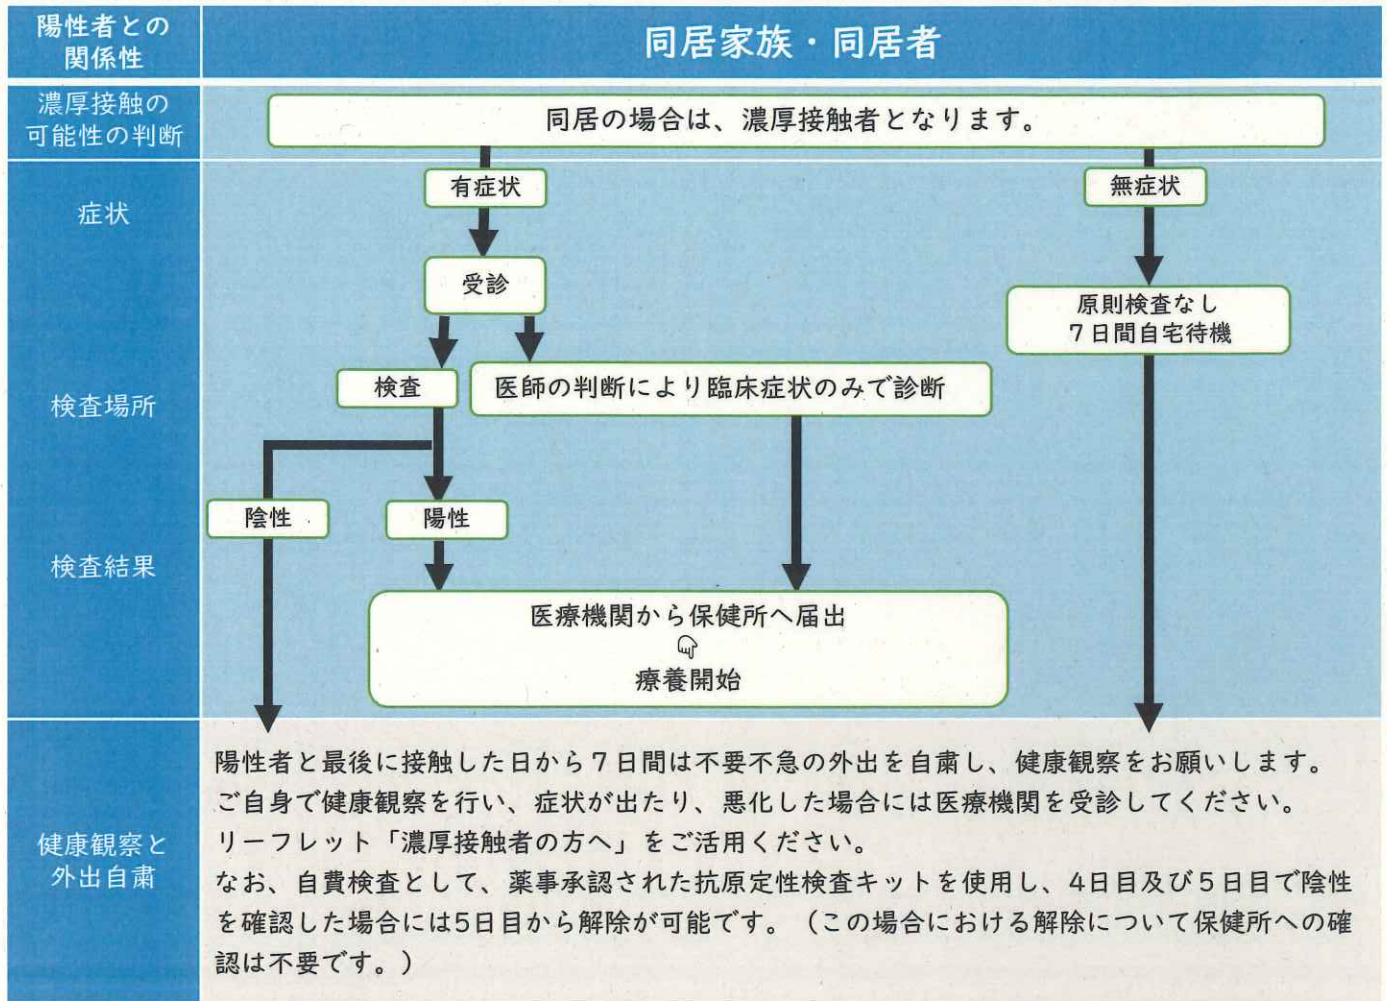 陽性者との
関係性
同居家族・同居者
濃厚接触の
可能性の判断
同居の場合は、濃厚接触者となります。
症状
有症状
無症状
受診
原則検査なし
7日間自宅待機
検査場所
検査
医師の判断により臨床症状のみで診断
陰性
陽性
検査結果
医療機関から保健所へ届出
療養開始
健康観察と
外出自粛
陽性者と最後に接触した日から7日間は不要不急の外出を自粛し、健康観察をお願いします。
ご自身で健康観察を行い、症状が出たり、悪化した場合には医療機関を受診してください。
リーフレット「濃厚接触者の方へ」をご活用ください。
なお、自費検査として、薬事承認された抗原定性検査キットを使用し、4日目及び5日目で陰性
を確認した場合には5日目から解除が可能です。（この場合における解除について保健所への確
認は不要です。）